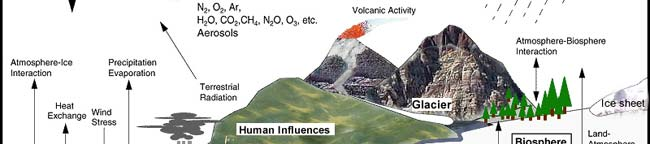 N2, O2, Ar,
H2O, CO2,CH4, N2O, O3, etc.
Aerosols
Volcanic Activity
Atmosphere-Ice
Interaction
Precipitation
Evaporation
Terrestrial
Radiation
Heat
Exchange
Wind
Stress
Atmosphere-Biosphere
Interaction
Glacier
Ice sheet
Human Influences
Biosphere
Land-
Atmosphere